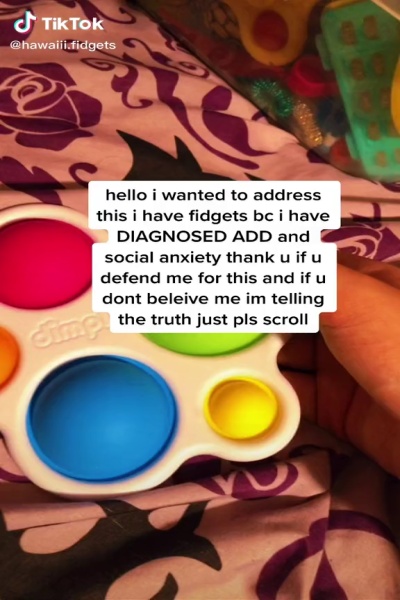 TikTok
@hawaiii.fidgets
hello i wanted to address
this i have fidgets bc i have
DIAGNOSED ADD and
social anxiety thank u if u
defend me for this and if u
dont beleive me im telling
the truth just pls scroll
dimp